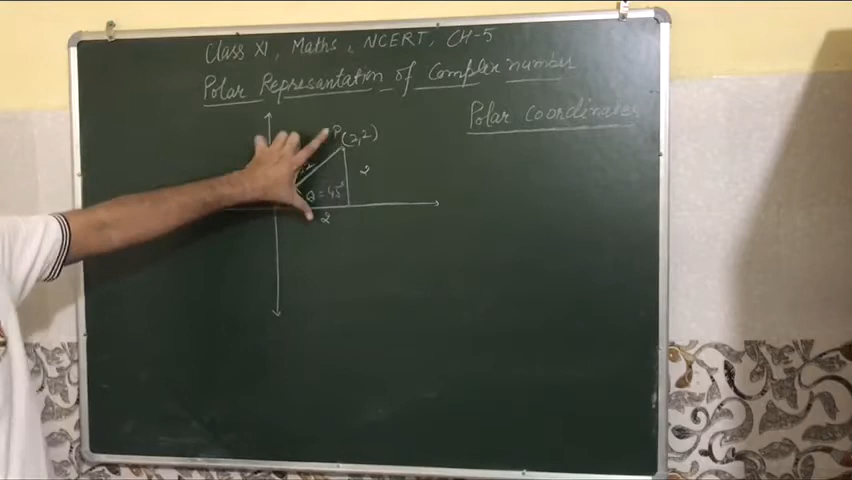 Class XI, Maths, NCERT, CH-5
Polar Represantation of Complex number
Polar Coordinates
P(2,2)
2
θ = 45°
2